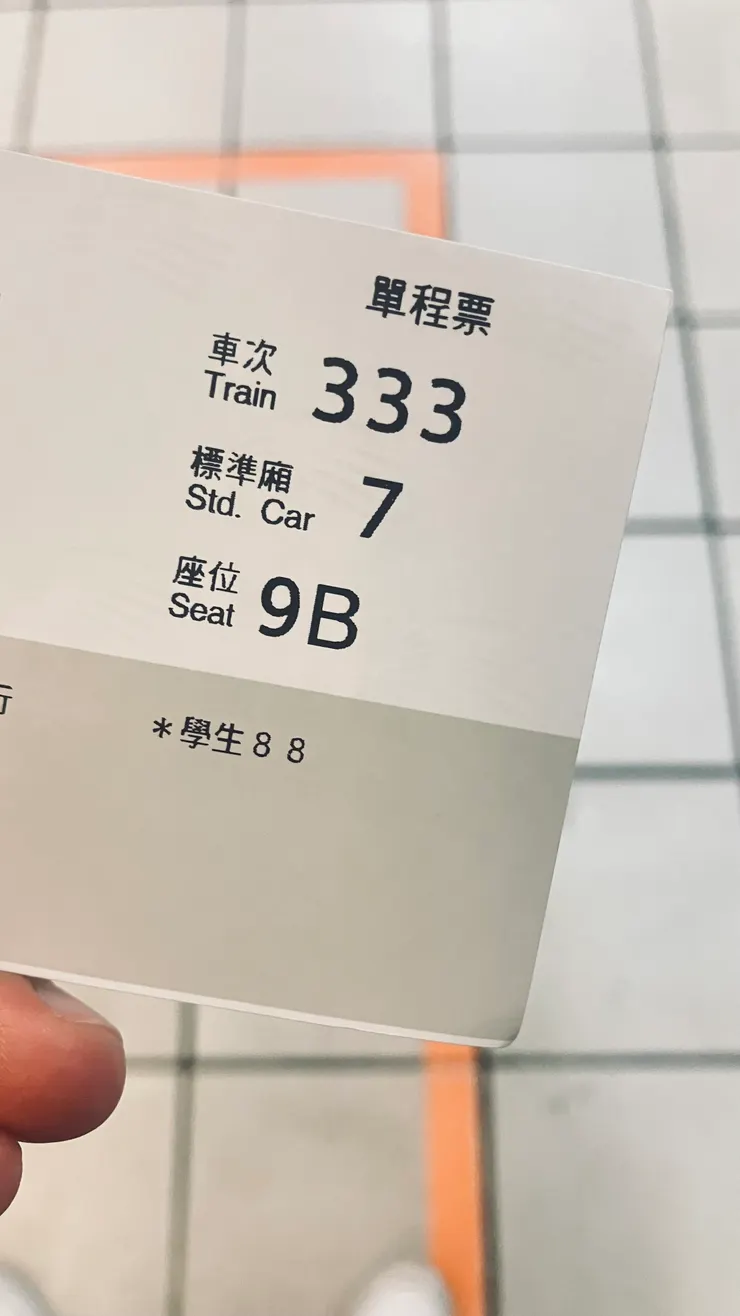 單程票
車次
Train 333
標準廂
Std. Car 7
座位
Seat 9B
行
*學生88